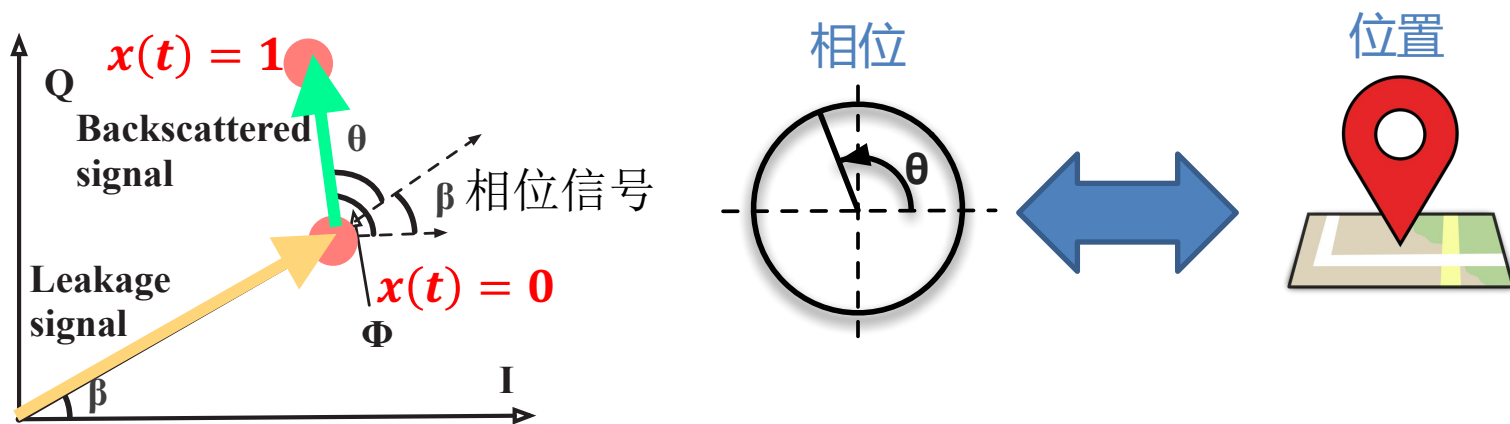 x(t) = 1
Q
Backscattered
signal
θ
β 相位信号
Leakage
signal
x(t) = 0
Φ
β
I
相位
θ
位置